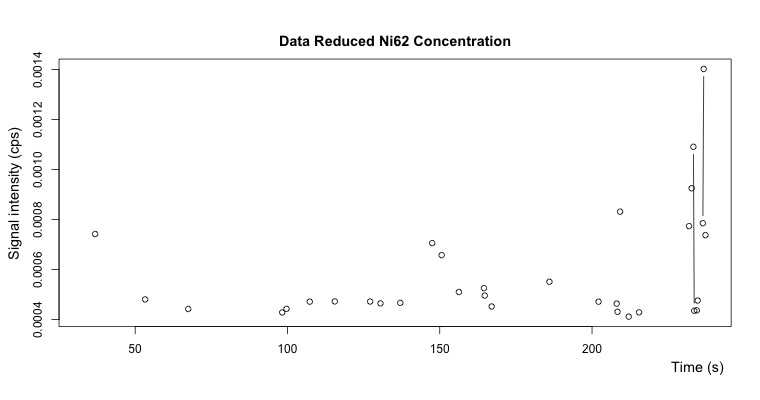 Data Reduced Ni62 Concentration
Signal intensity (cps)
0.0014
0.0012
0.0010
0.0008
0.0006
0.0004
50 100 150 200
Time (s)